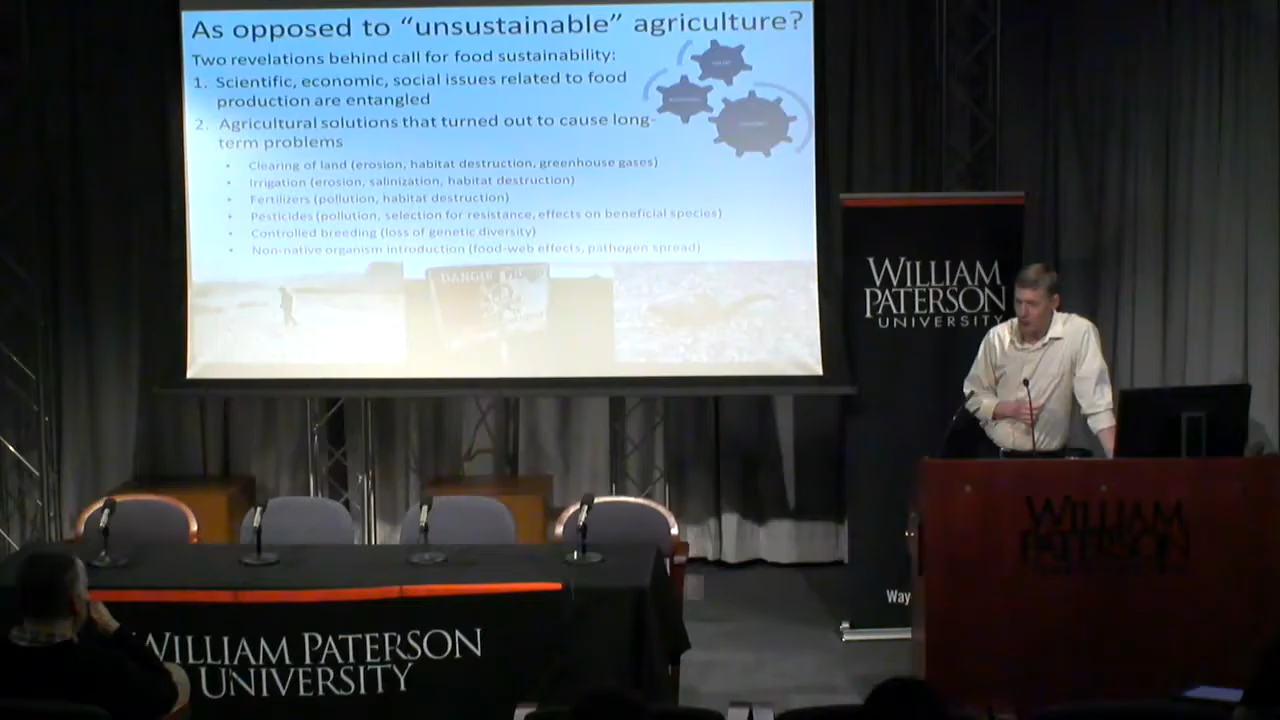 As opposed to “unsustainable” agriculture?
Two revelations behind call for food sustainability:
1. Scientific, economic, social issues related to food
production are entangled
2. Agricultural solutions that turned out to cause long-
term problems
• Clearing of land (erosion, habitat destruction, greenhouse gases)
• Irrigation (erosion, salinization, habitat destruction)
• Fertilizers (pollution, habitat destruction)
• Pesticides (pollution, selection for resistance, effects on beneficial species)
• Controlled breeding (loss of genetic diversity)
• Non-native organism introduction (food-web effects, pathogen spread)
DANGER
WILLIAM
PATERSON
UNIVERSITY
Way
WILLIAM
PATERSON
WILLIAM PATERSON
UNIVERSITY